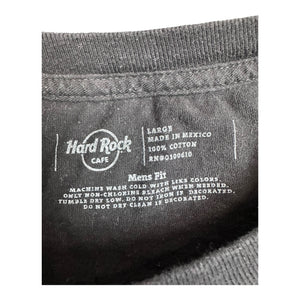 Hard Rock
CAFE
LARGE
MADE IN MEXICO
100% COTTON
RN#0100610
Mens Fit
MACHINE WASH COLD WITH LIKE COLORS.
ONLY NON-CHLORINE BLEACH WHEN NEEDED.
TUMBLE DRY LOW. DO NOT IRON IF DECORATED.
DO NOT DRY CLEAN IF DECORATED.